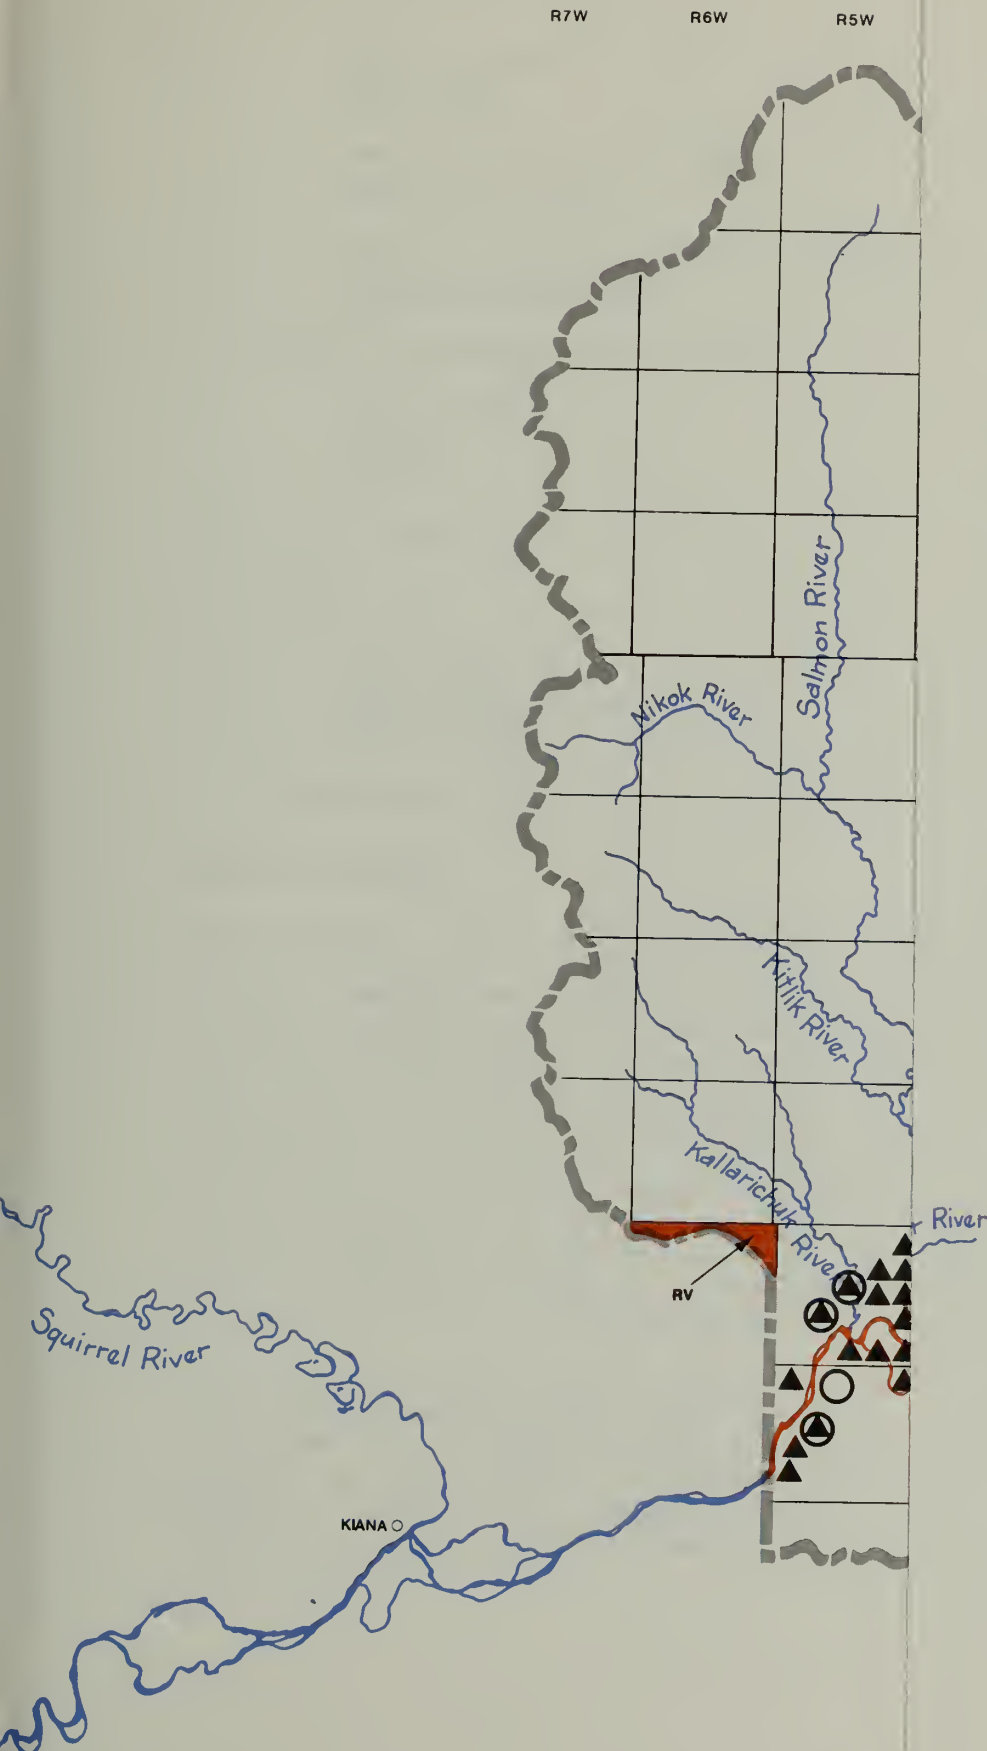 R7W R6W R5W
Salmon River
Nikok River
Kitlik River
Kallarichuk River
River
RV
Squirrel River
KIANA